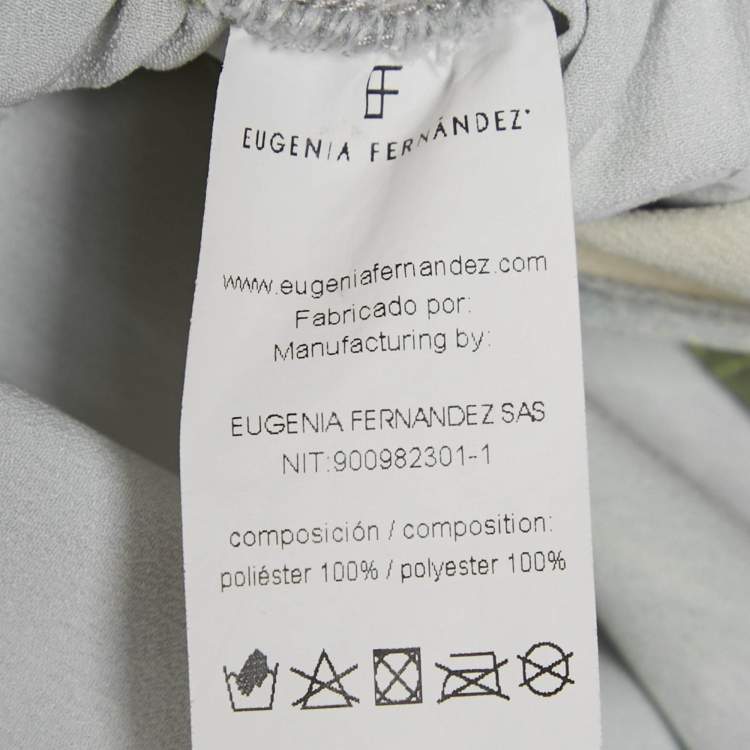 EF
EUGENIA FERNÁNDEZ
www.eugeniafernandez.com
Fabricado por:
Manufacturing by:
EUGENIA FERNANDEZ SAS
NIT:900982301-1
composición / composition:
poliéster 100% / polyester 100%